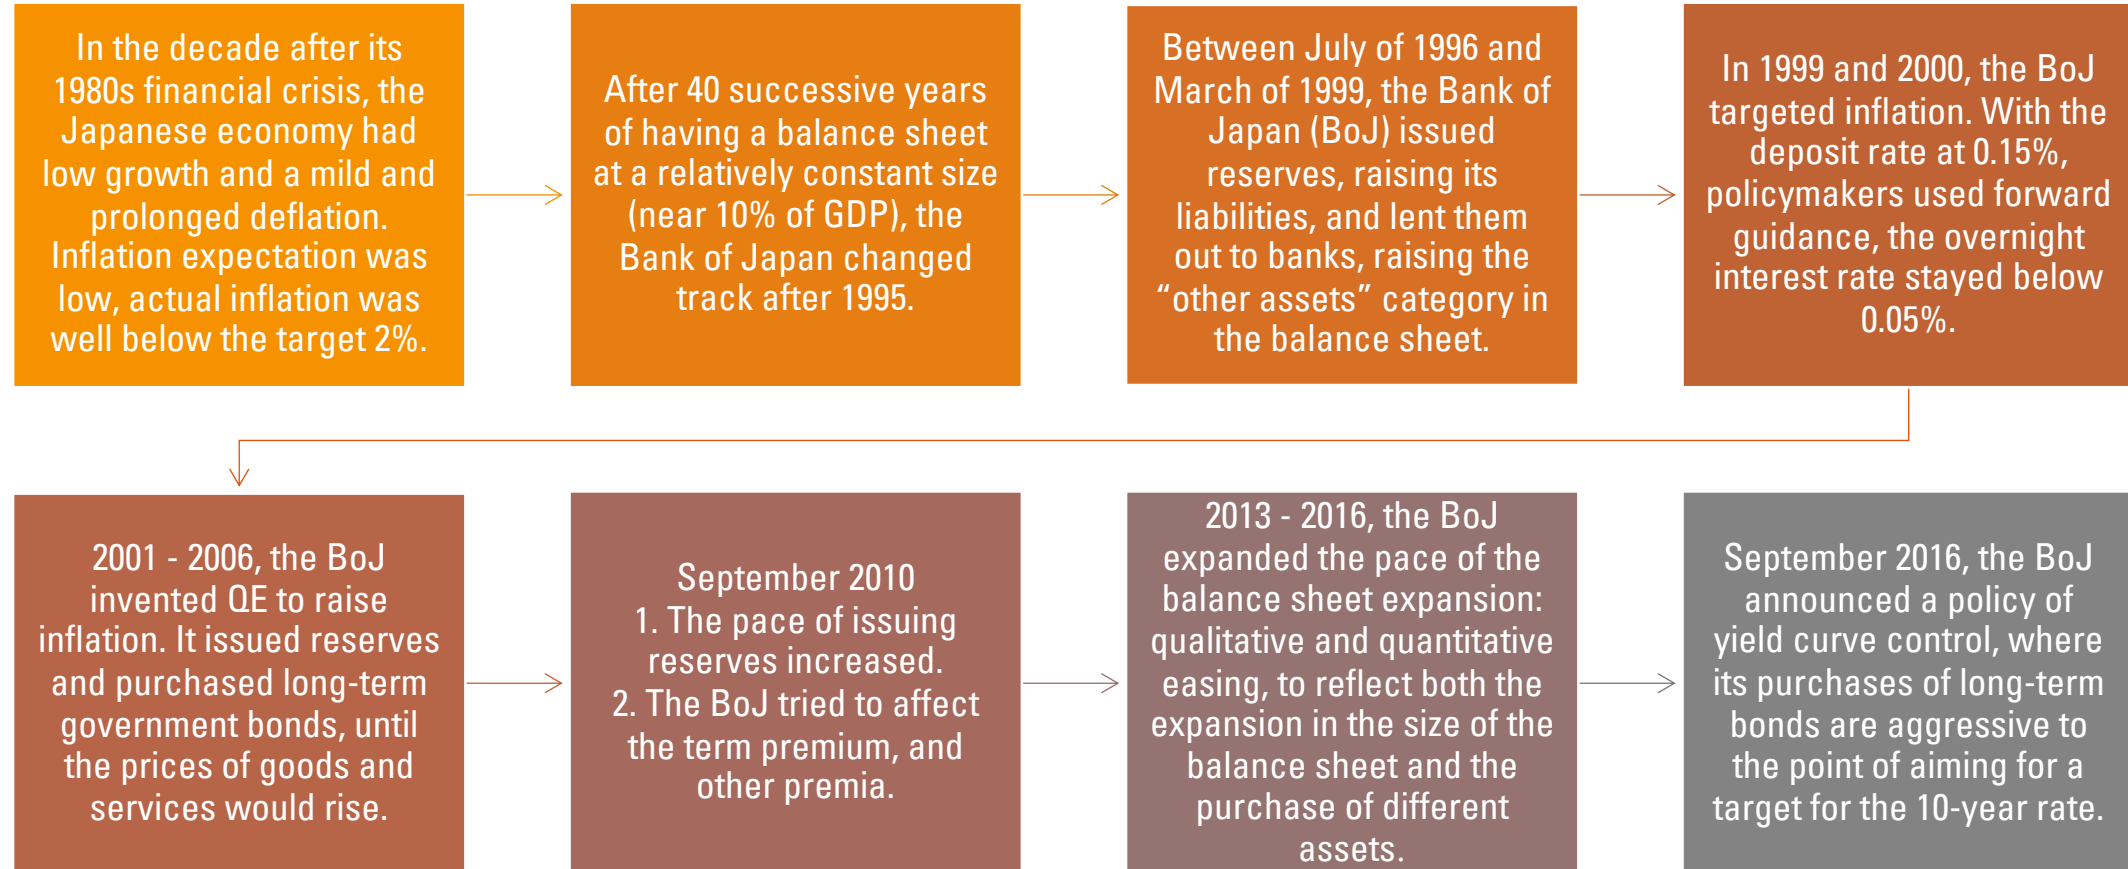 In the decade after its
1980s financial crisis, the
Japanese economy had
low growth and a mild and
prolonged deflation.
Inflation expectation was
low, actual inflation was
well below the target 2%.
After 40 successive years
of having a balance sheet
at a relatively constant size
(near 10% of GDP), the
Bank of Japan changed
track after 1995.
Between July of 1996 and
March of 1999, the Bank of
Japan (BoJ) issued
reserves, raising its
liabilities, and lent them
out to banks, raising the
“other assets” category in
the balance sheet.
In 1999 and 2000, the BoJ
targeted inflation. With the
deposit rate at 0.15%,
policymakers used forward
guidance, the overnight
interest rate stayed below
0.05%.
2001 - 2006, the BoJ
invented QE to raise
inflation. It issued reserves
and purchased long-term
government bonds, until
the prices of goods and
services would rise.
September 2010
1. The pace of issuing
reserves increased.
2. The BoJ tried to affect
the term premium, and
other premia.
2013 - 2016, the BoJ
expanded the pace of the
balance sheet expansion:
qualitative and quantitative
easing, to reflect both the
expansion in the size of the
balance sheet and the
purchase of different
assets.
September 2016, the BoJ
announced a policy of
yield curve control, where
its purchases of long-term
bonds are aggressive to
the point of aiming for a
target for the 10-year rate.